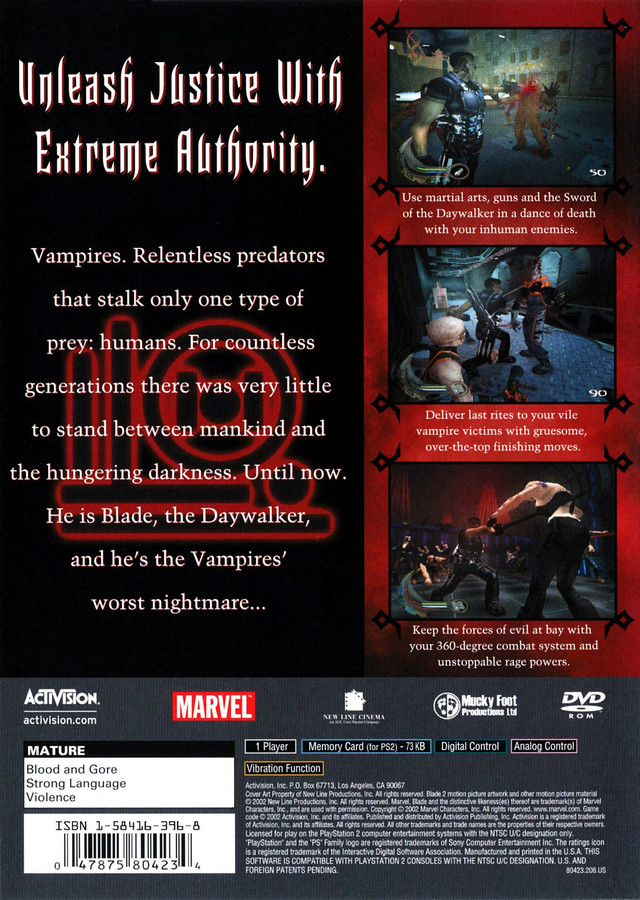 Unleash Justice With
Extreme Authority.
Vampires. Relentless predators
that stalk only one type of
prey: humans. For countless
generations there was very little
to stand between mankind and
the hungering darkness. Until now.
He is Blade, the Daywalker,
and he's the Vampires'
worst nightmare...
50
Use martial arts, guns and the Sword
of the Daywalker in a dance of death
with your inhuman enemies.
90
Deliver last rites to your vile
vampire victims with gruesome,
over-the-top finishing moves.
Keep the forces of evil at bay with
your 360-degree combat system and
unstoppable rage powers.
ACTIVISION.
activision.com
MARVEL
NEW LINE CINEMA
An AOL Time Warner Company
Mucky Foot
Productions Ltd
DVD
ROM
MATURE
Blood and Gore
Strong Language
Violence
ISBN 1-58416-396-8
0 47875 80423 4
1 Player
Memory Card (for PS2) - 73 KB
Digital Control
Analog Control
Vibration Function
Activision, Inc. P.O. Box 67713, Los Angeles, CA 90067
Cover Art Property of New Line Productions, Inc. All rights reserved. Blade 2 motion picture artwork and other motion picture material
© 2002 New Line Productions, Inc. All rights reserved. Marvel, Blade and the distinctive likeness(es) thereof are trademark(s) of Marvel
Characters, Inc., and are used with permission. Copyright © 2002 Marvel Characters, Inc. All rights reserved. www.marvel.com. Game
code © 2002 Activision, Inc. and its affiliates. Published and distributed by Activision Publishing, Inc. Activision is a registered trademark
of Activision, Inc. and its affiliates. All rights reserved. All other trademarks and trade names are the properties of their respective owners.
Licensed for play on the PlayStation 2 computer entertainment systems with the NTSC U/C designation only.
"PlayStation" and the "PS" Family logo are registered trademarks of Sony Computer Entertainment Inc. The ratings icon
is a registered trademark of the Interactive Digital Software Association. Manufactured and printed in the U.S.A. THIS
SOFTWARE IS COMPATIBLE WITH PLAYSTATION 2 CONSOLES WITH THE NTSC U/C DESIGNATION. U.S. AND
FOREIGN PATENTS PENDING.
80423.206.US